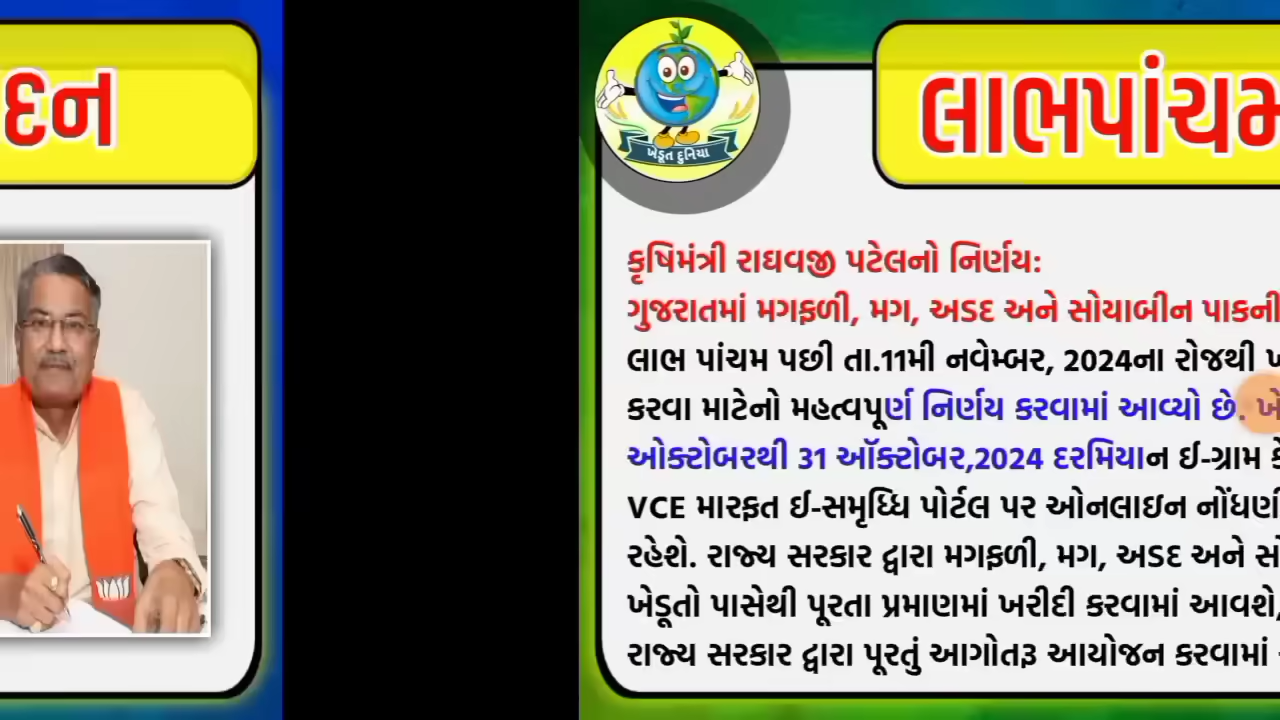 દન
ખેડૂત દુનિયા
લાભપાંચમ
કૃષિમંત્રી રાઘવજી પટેલનો નિર્ણય:
ગુજરાતમાં મગફળી, મગ, અડદ અને સોયાબીન પાકની
લાભ પાંચમ પછી તા.11મી નવેમ્બર, 2024ના રોજથી
કરવા માટેનો મહત્વપૂર્ણ નિર્ણય કરવામાં આવ્યો છે.
ઓક્ટોબરથી 31 ઑક્ટોબર,2024 દરમિયાન ઈ-ગ્રામ
VCE મારફત ઈ-સમૃધ્ધિ પોર્ટલ પર ઓનલાઇન નોંધણી
રહેશે. રાજ્ય સરકાર દ્વારા મગફળી, મગ, અડદ અને
ખેડૂતો પાસેથી પૂરતા પ્રમાણમાં ખરીદી કરવામાં આવશે,
રાજ્ય સરકાર દ્વારા પૂરતું આગોતરૂ આયોજન કરવામાં